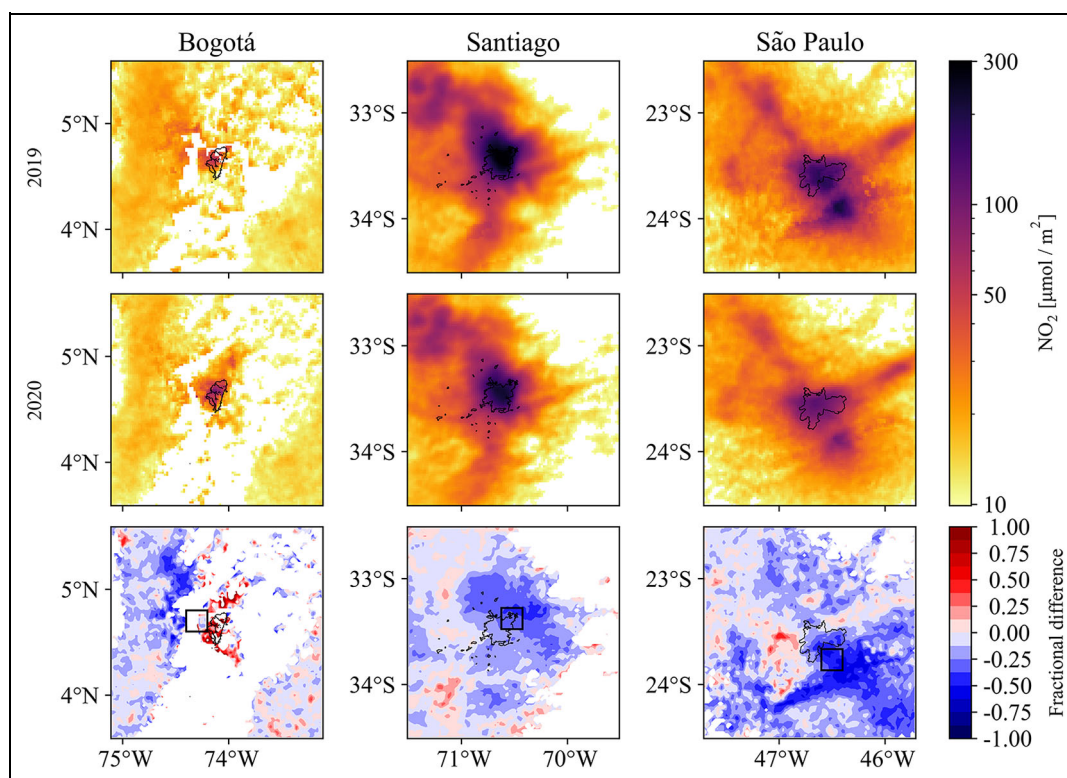 Bogotá Santiago São Paulo
2019
5°N
4°N
33°S
34°S
23°S
24°S
300
100
50
10
NO₂ [µmol / m²]
2020
5°N
4°N
33°S
34°S
23°S
24°S
5°N
4°N
75°W 74°W
33°S
34°S
71°W 70°W
23°S
24°S
47°W 46°W
1.00
0.75
0.50
0.25
0.00
-0.25
-0.50
-0.75
-1.00
Fractional difference